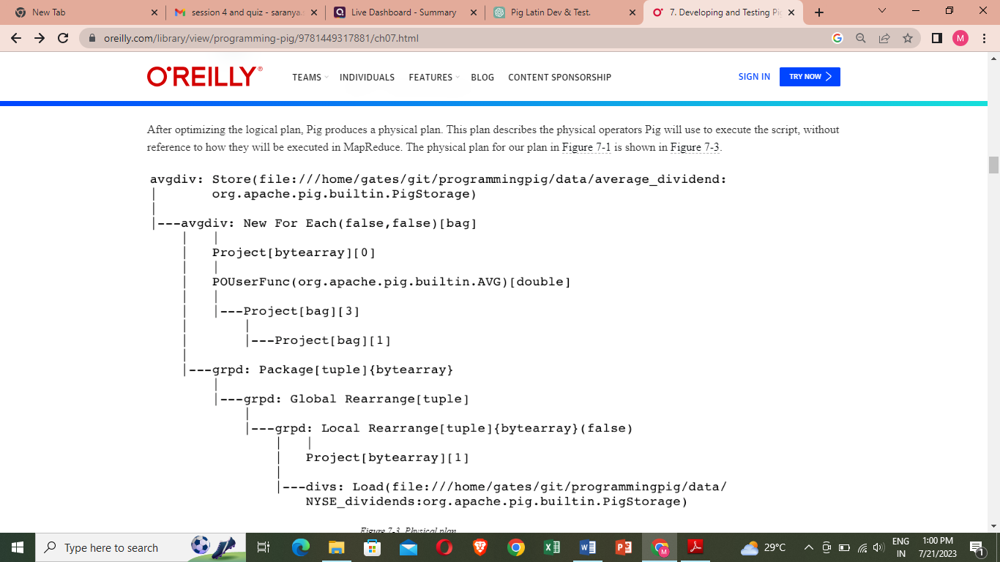 New Tab
session 4 and quiz - saranya.
Live Dashboard - Summary
Pig Latin Dev & Test.
7. Developing and Testing Pig
oreilly.com/library/view/programming-pig/9781449317881/ch07.html
M
O'REILLY®
TEAMS
INDIVIDUALS
FEATURES
BLOG
CONTENT SPONSORSHIP
SIGN IN
TRY NOW
After optimizing the logical plan, Pig produces a physical plan. This plan describes the physical operators Pig will use to execute the script, without
reference to how they will be executed in MapReduce. The physical plan for our plan in Figure 7-1 is shown in Figure 7-3.
avgdiv: Store(file:///home/gates/git/programmingpig/data/average_dividend:
|       org.apache.pig.builtin.PigStorage)
|
|---avgdiv: New For Each(false,false)[bag]
    |   |
    |   Project[bytearray][0]
    |   |
    |   POUserFunc(org.apache.pig.builtin.AVG)[double]
    |   |
    |   |---Project[bag][3]
    |       |
    |       |---Project[bag][1]
    |
    |---grpd: Package[tuple]{bytearray}
        |
        |---grpd: Global Rearrange[tuple]
            |
            |---grpd: Local Rearrange[tuple]{bytearray}(false)
                |   |
                |   Project[bytearray][1]
                |
                |---divs: Load(file:///home/gates/git/programmingpig/data/
                    NYSE_dividends:org.apache.pig.builtin.PigStorage)
Figure 7-3. Physical plan
Type here to search
29°C
ENG
IN
1:00 PM
7/21/2023
1